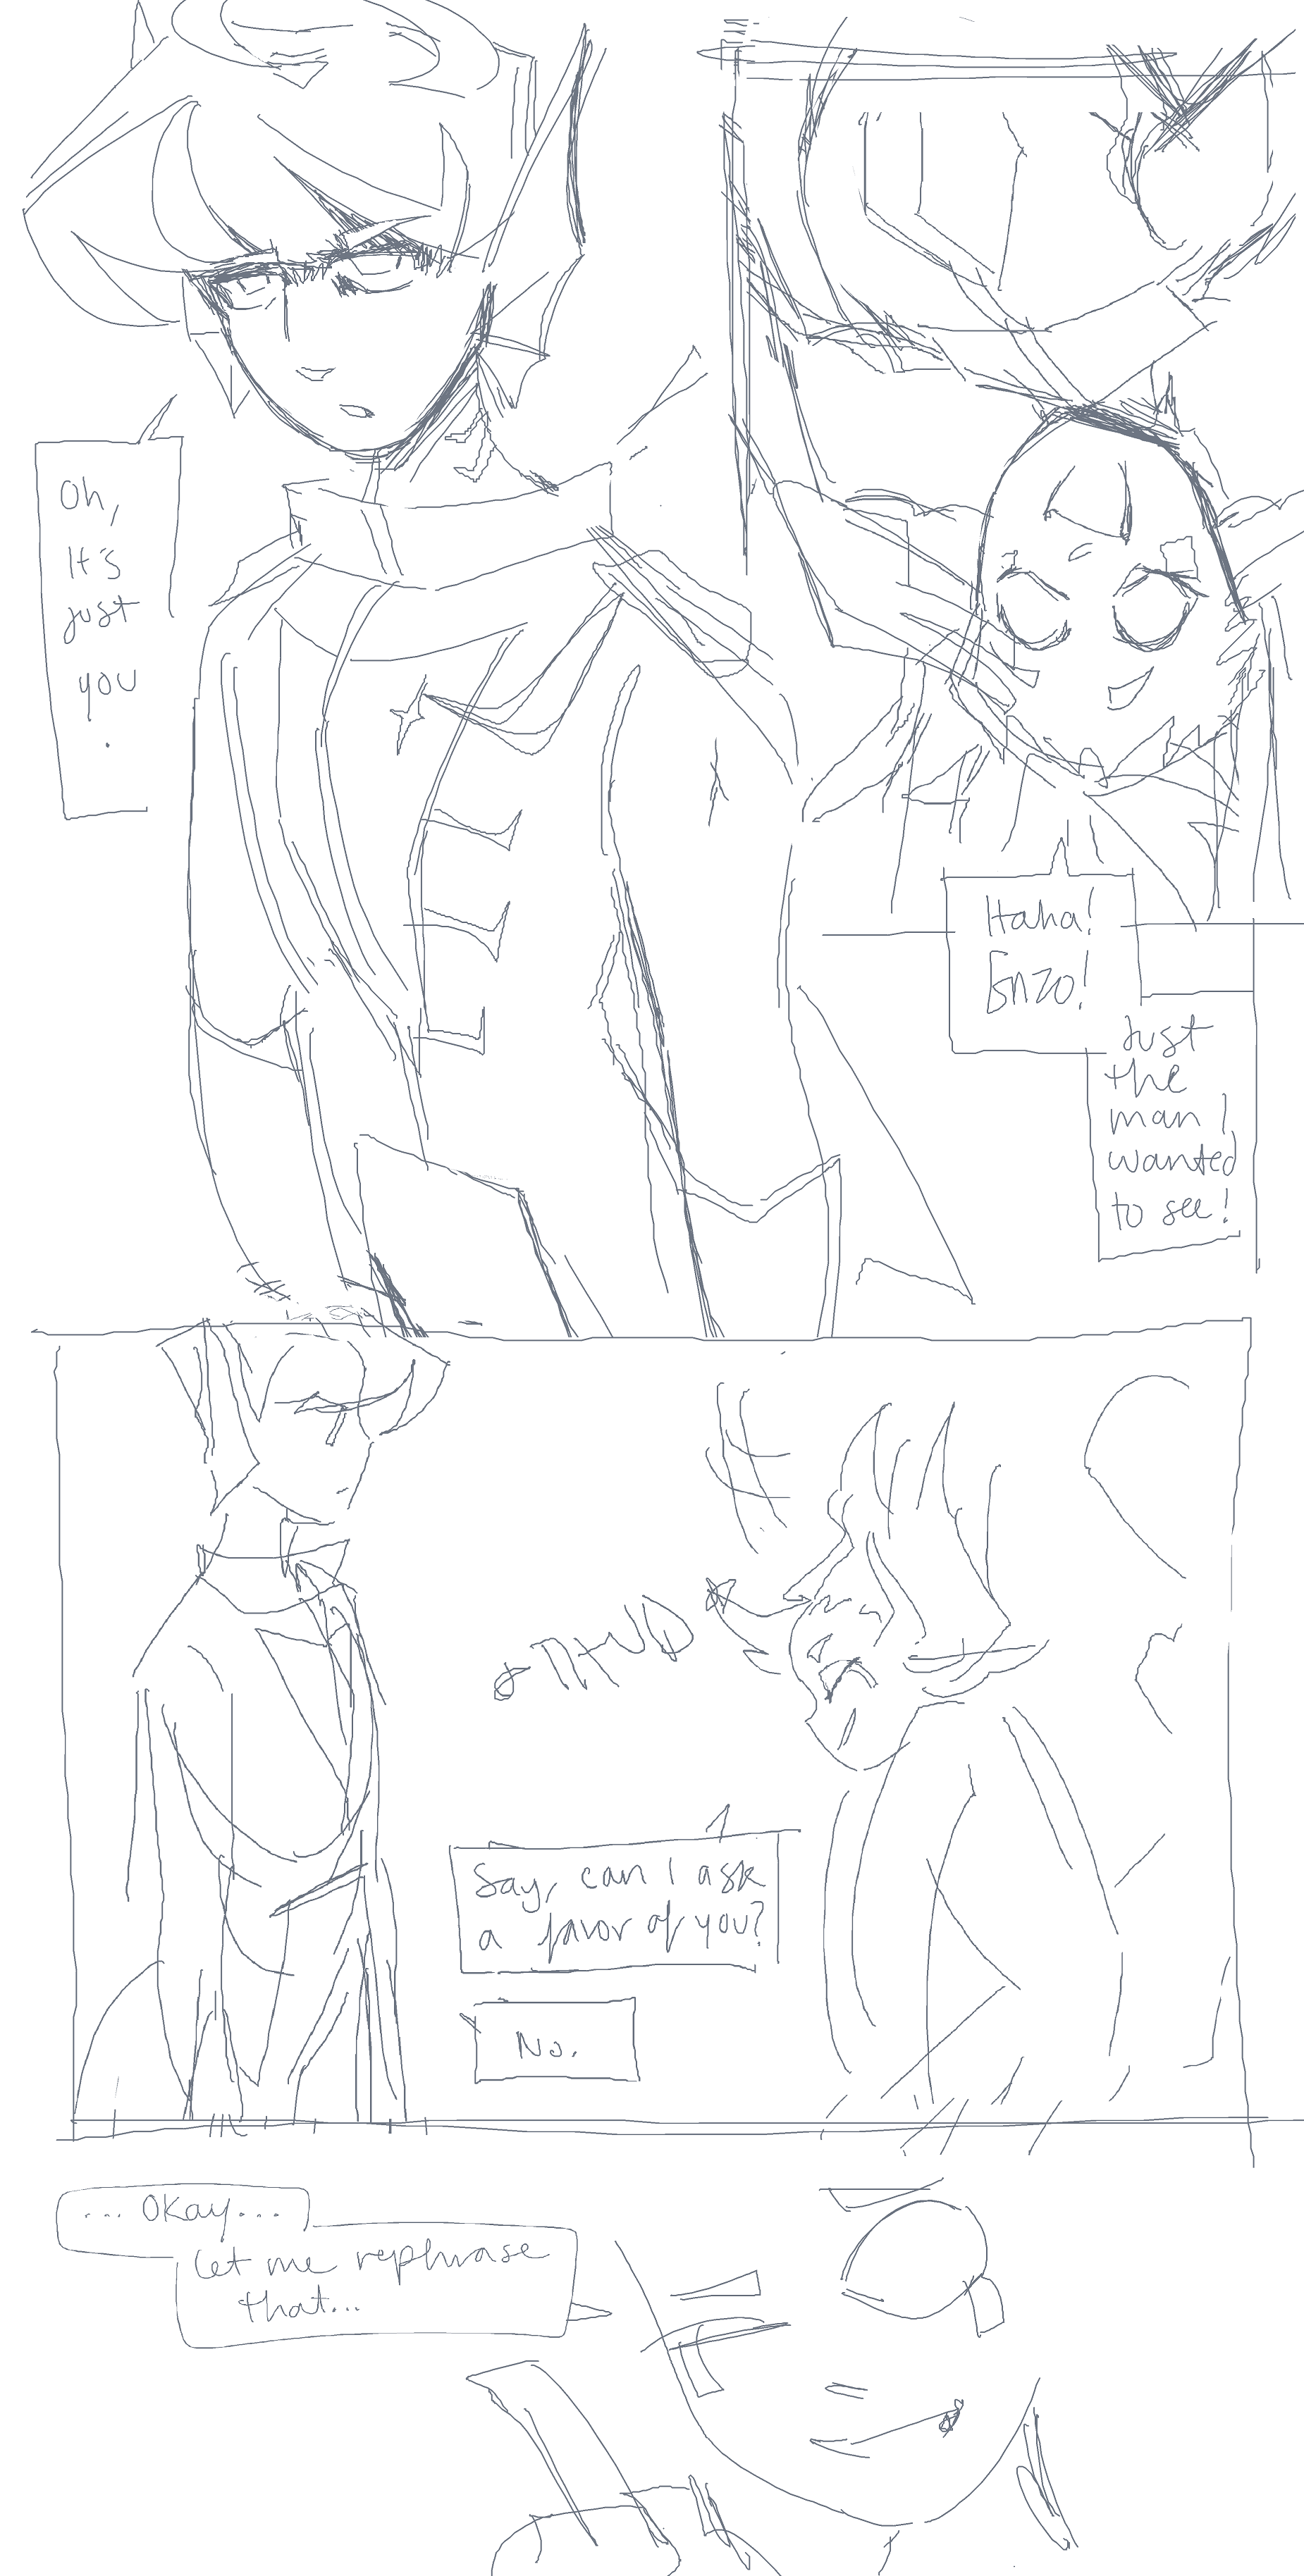 Oh,
It's
just
you
.
Haha!
Enzo!
Just
the
man I
wanted
to see!
Say, can I ask
a favor of you?
No.
... Okay...
Let me rephrase
that...